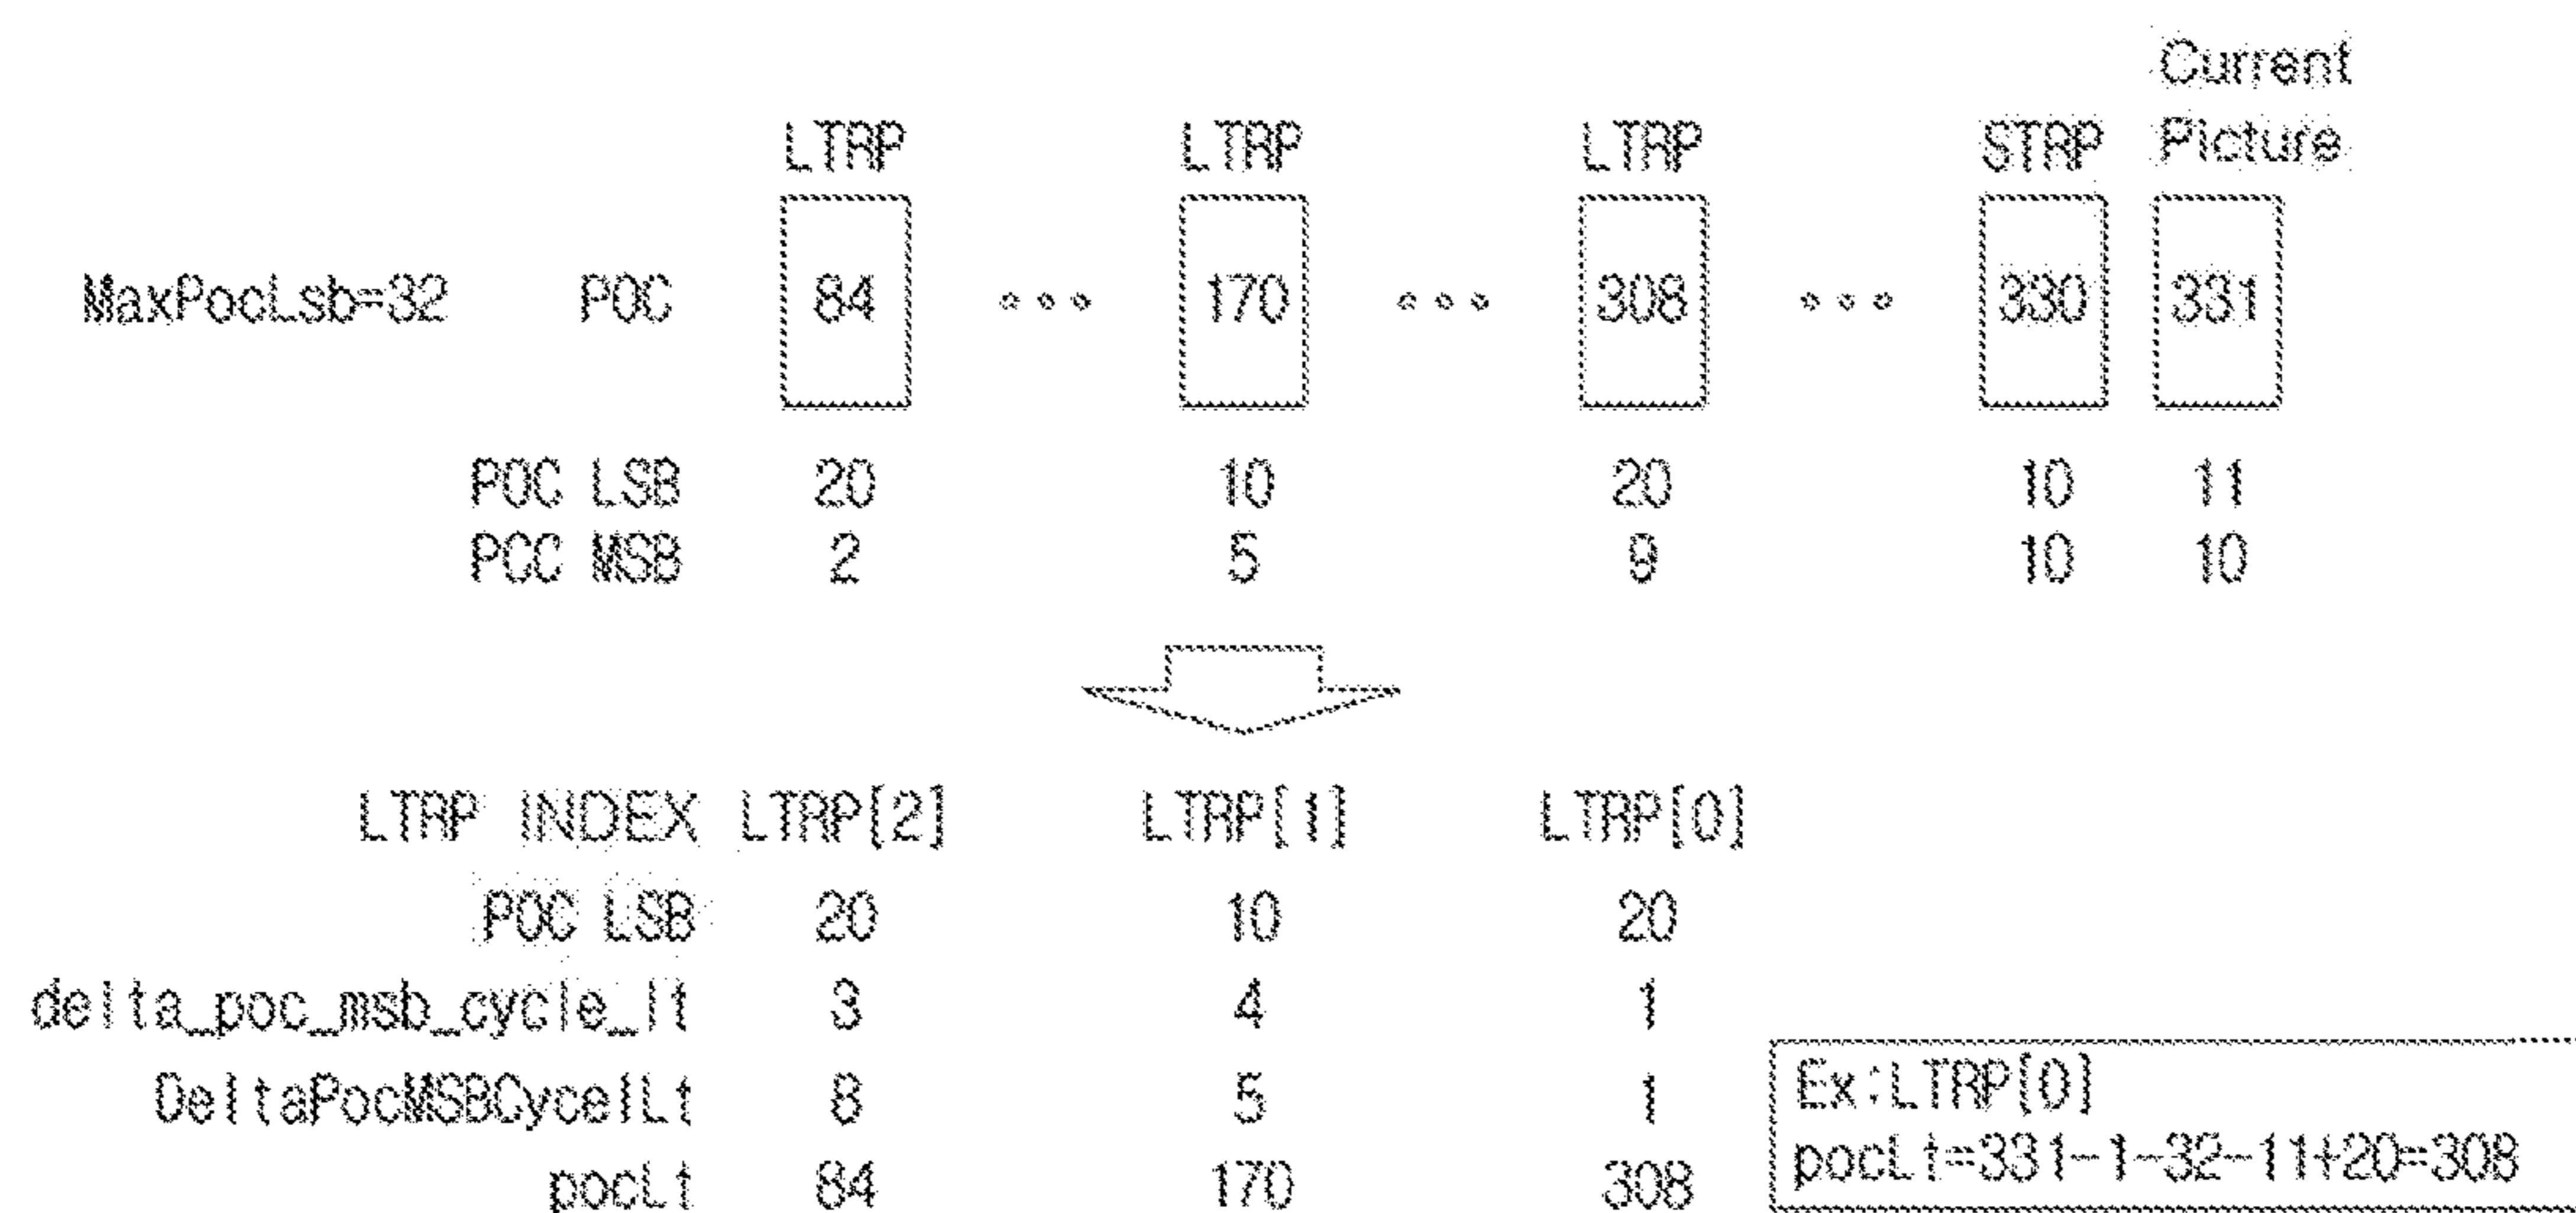 Current
LTRP LTRP LTRP STRP Picture
MaxPocLsb=32 POC 84 170 308 330 331
POC LSB 20 10 20 10 11
PCC MSB 2 5 9 10 10
LTRP INDEX LTRP[2] LTRP[1] LTRP[0]
POC LSB 20 10 20
delta_poc_msb_cycle_lt 3 4 1
DeltaPocMSBCycelLt 8 5 1
pocLt 84 170 308
Ex:LTRP[0]
pocLt=331-1-32-11+20=308